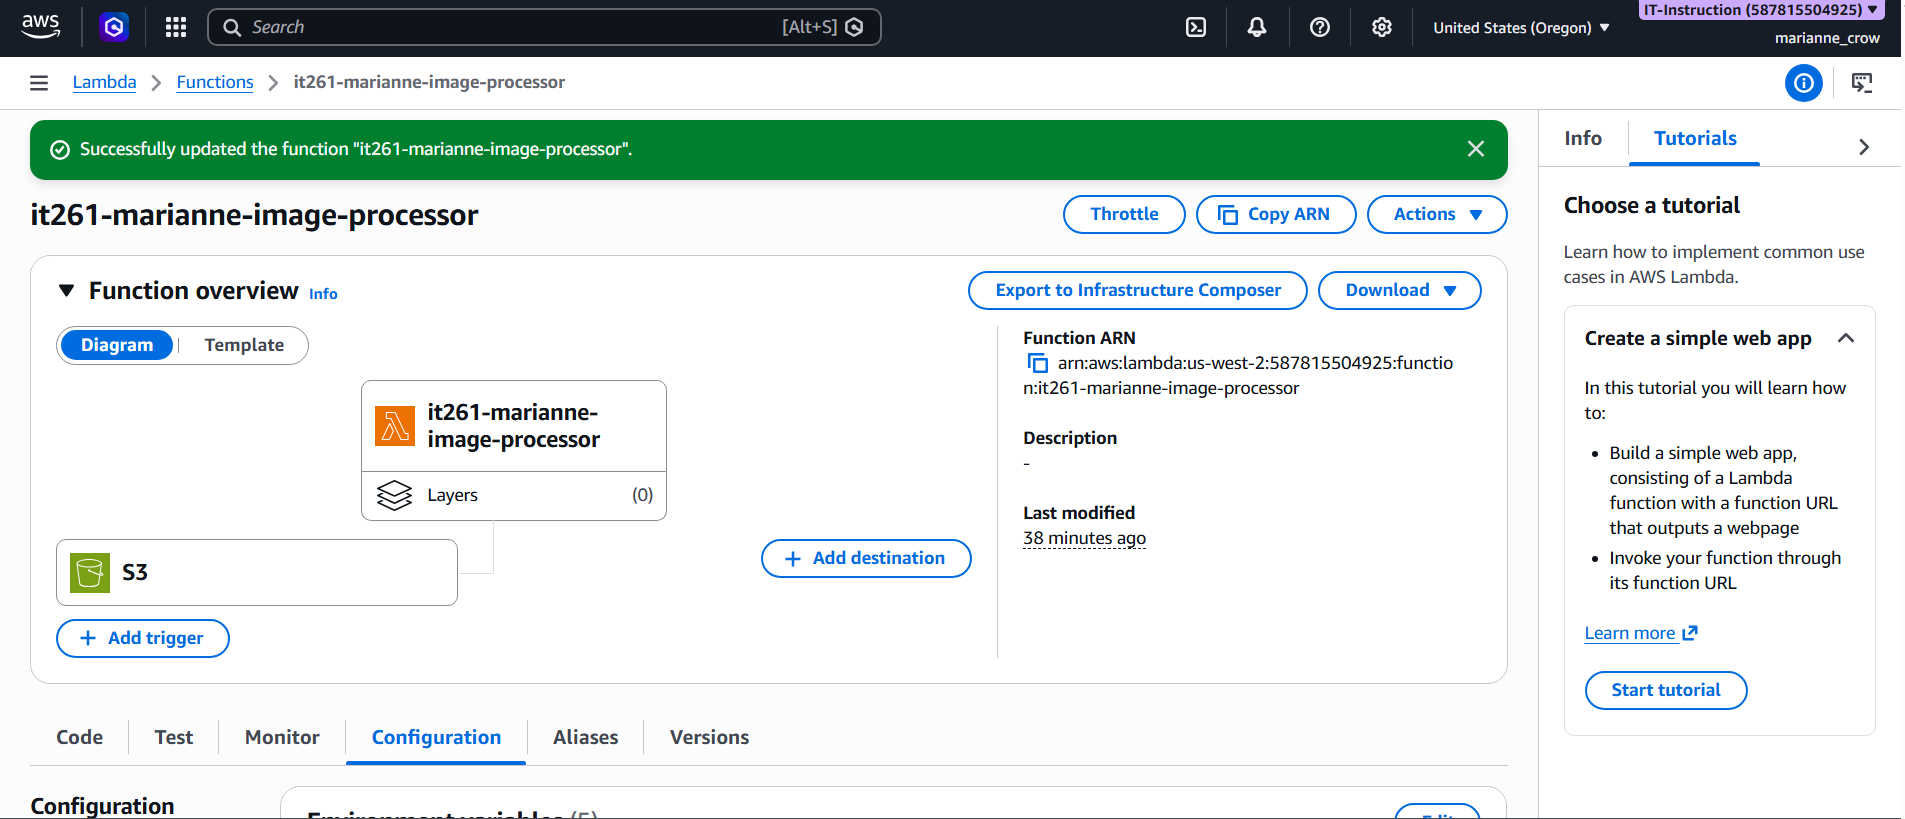 aws
Search
[Alt+S]
United States (Oregon)
IT-Instruction (587815504925)
marianne_crow
Lambda
Functions
it261-marianne-image-processor
Successfully updated the function "it261-marianne-image-processor".
it261-marianne-image-processor
Throttle
Copy ARN
Actions
Function overview Info
Export to Infrastructure Composer
Download
Diagram
Template
it261-marianne-
image-processor
Layers
(0)
S3
Add destination
Add trigger
Function ARN
arn:aws:lambda:us-west-2:587815504925:functio
n:it261-marianne-image-processor
Description
-
Last modified
38 minutes ago
Code
Test
Monitor
Configuration
Aliases
Versions
Configuration
Environment variables (5)
Edit
Info
Tutorials
Choose a tutorial
Learn how to implement common use
cases in AWS Lambda.
Create a simple web app
In this tutorial you will learn how
to:
• Build a simple web app,
consisting of a Lambda
function with a function URL
that outputs a webpage
• Invoke your function through
its function URL
Learn more
Start tutorial